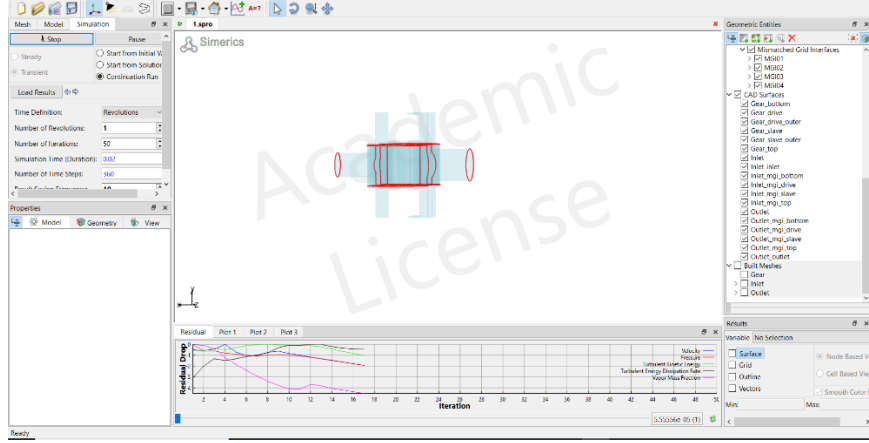 A=?
Mesh Model Simulation
Stop Pause
Steady
Transient
Start from Initial Va
Start from Solution
Continuation Run
Load Results
Time Definition: Revolutions
Number of Revolutions: 1
Number of Iterations: 50
Simulation Time (Duration): 0.02
Number of Time Steps: 360
Properties
Model Geometry View
1.spro
Simerics
Academic
License
y
z
Residual Plot 1 Plot 2 Plot 3
Residual Drop
0
-1
Velocity
Pressure
Turbulent Kinetic Energy
Turbulent Energy Dissipation Rate
Vapor Mass Fraction
2 4 6 8 10 12 14 16 18 20 22 24 26 28 30 32 34 36 38 40 42 44 46 48 50
Iteration
5.55556e-05 (1)
Geometric Entities
Mismatched Grid Interfaces
MGI01
MGI02
MGI03
MGI04
CAD Surfaces
Gear_bottom
Gear_drive
Gear_drive_outer
Gear_slave
Gear_slave_outer
Gear_top
Inlet
Inlet_inlet
Inlet_mgi_bottom
Inlet_mgi_drive
Inlet_mgi_slave
Inlet_mgi_top
Outlet
Outlet_mgi_bottom
Outlet_mgi_drive
Outlet_mgi_slave
Outlet_mgi_top
Outlet_outlet
Built Meshes
Gear
Inlet
Outlet
Results
Variable No Selection
Surface
Grid
Outline
Vectors
Node Based V
Cell Based Vie
Smooth Color
Min: Max:
Ready